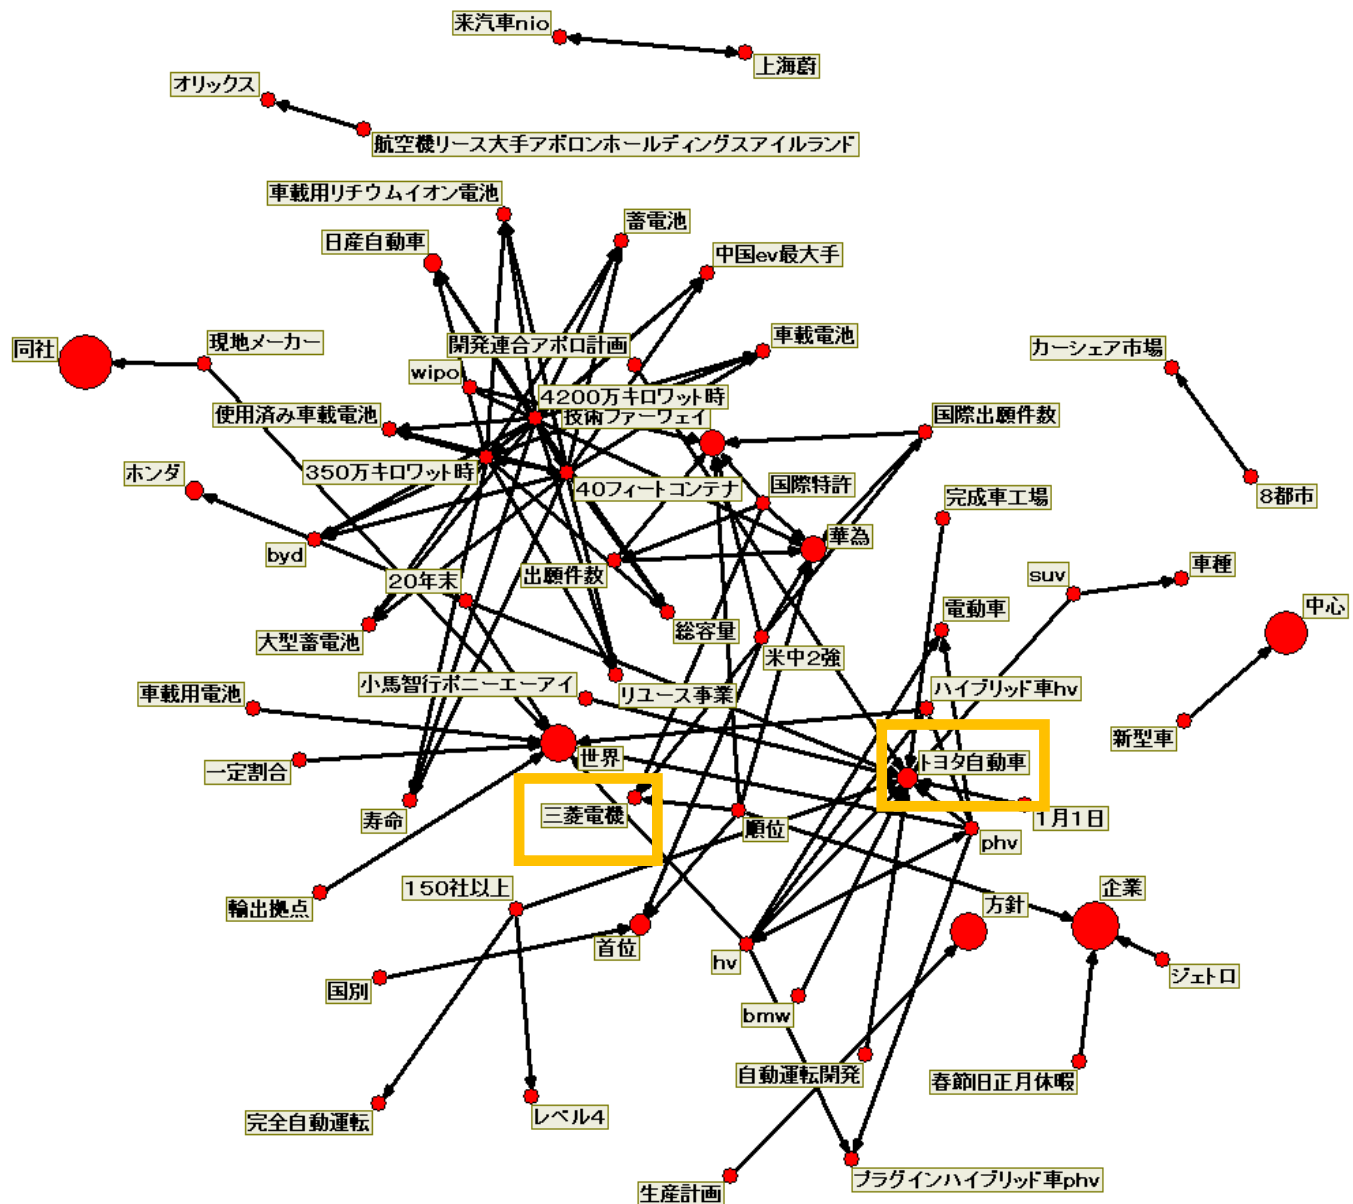 来汽車nio
上海蔚
オリックス
航空機リース大手アボロンホールディングスアイルランド
車載用リチウムイオン電池
蓄電池
日産自動車
中国ev最大手
同社
現地メーカー
開発連合アポロ計画
車載電池
カーシェア市場
wipo
4200万キロワット時
使用済み車載電池
技術ファーウェイ
国際出願件数
ホンダ
350万キロワット時
40フィートコンテナ
国際特許
完成車工場
8都市
byd
華為
20年末
出願件数
suv
車種
大型蓄電池
総容量
米中2強
電動車
中心
車載用電池
小馬智行ポニーエーアイ
リユース事業
ハイブリッド車hv
新型車
一定割合
世界
トヨタ自動車
寿命
三菱電機
順位
1月1日
phv
輸出拠点
150社以上
方針
企業
国別
首位
hv
ジェトロ
bmw
自動運転開発
春節旧正月休暇
完全自動運転
レベル4
生産計画
プラグインハイブリッド車phv